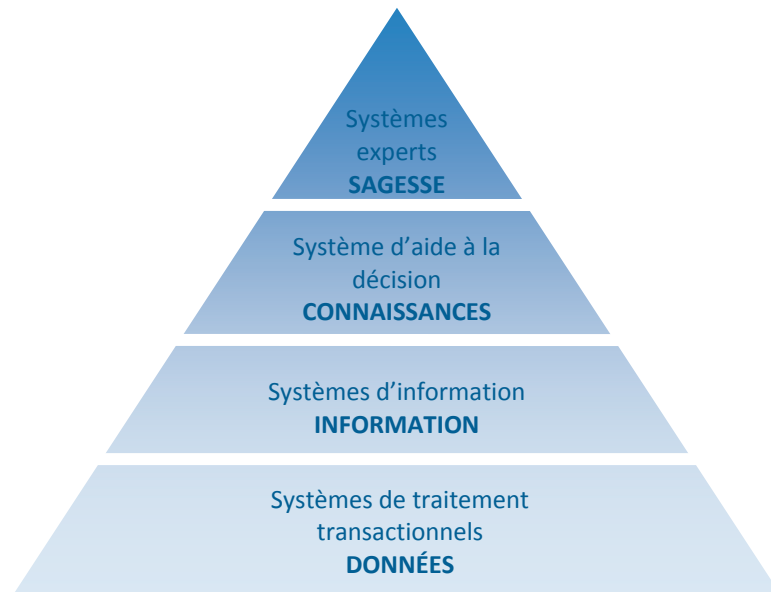 Systèmes
experts
SAGESSE
Système d’aide à la
décision
CONNAISSANCES
Systèmes d’information
INFORMATION
Systèmes de traitement
transactionnels
DONNÉES